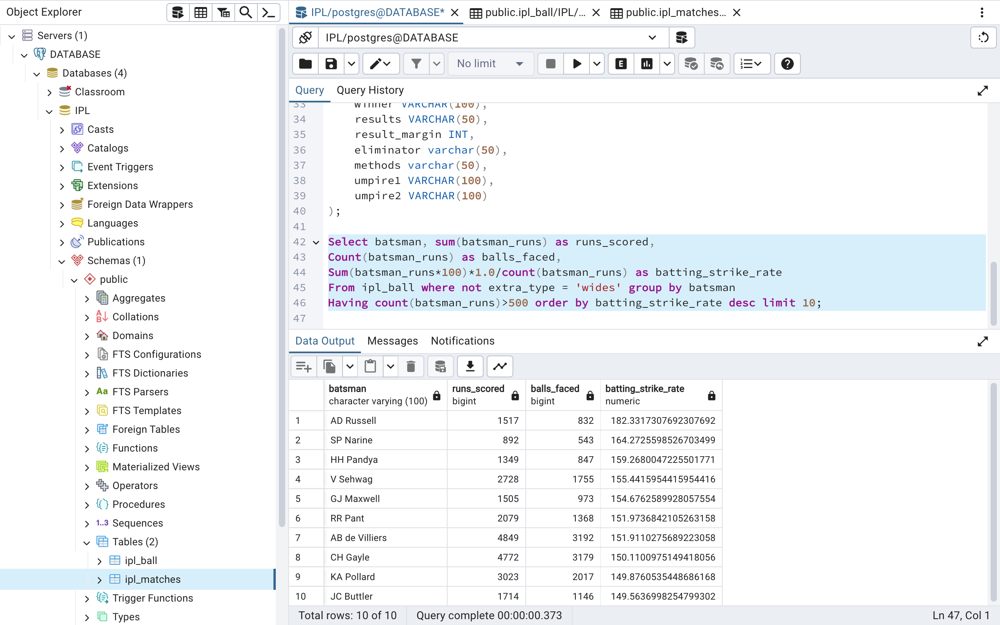 Object Explorer
IPL/postgres@DATABASE*
public.ipl_ball/IPL/...
public.ipl_matches...
Servers (1)
DATABASE
Databases (4)
Classroom
IPL
Casts
Catalogs
Event Triggers
Extensions
Foreign Data Wrappers
Languages
Publications
Schemas (1)
public
Aggregates
Collations
Domains
FTS Configurations
FTS Dictionaries
Aa FTS Parsers
FTS Templates
Foreign Tables
Functions
Materialized Views
Operators
Procedures
1..3 Sequences
Tables (2)
ipl_ball
ipl_matches
Trigger Functions
Types
IPL/postgres@DATABASE
No limit
E
Query Query History
33 winner VARCHAR(100),
34 results VARCHAR(50),
35 result_margin INT,
36 eliminator varchar(50),
37 methods varchar(50),
38 umpire1 VARCHAR(100),
39 umpire2 VARCHAR(100)
40 );
41
42 Select batsman, sum(batsman_runs) as runs_scored,
43 Count(batsman_runs) as balls_faced,
44 Sum(batsman_runs*100)*1.0/count(batsman_runs) as batting_strike_rate
45 From ipl_ball where not extra_type = 'wides' group by batsman
46 Having count(batsman_runs)>500 order by batting_strike_rate desc limit 10;
47
Data Output Messages Notifications
batsman runs_scored balls_faced batting_strike_rate
character varying (100) bigint bigint numeric
1 AD Russell 1517 832 182.3317307692307692
2 SP Narine 892 543 164.2725598526703499
3 HH Pandya 1349 847 159.2680047225501771
4 V Sehwag 2728 1755 155.4415954415954416
5 GJ Maxwell 1505 973 154.6762589928057554
6 RR Pant 2079 1368 151.9736842105263158
7 AB de Villiers 4849 3192 151.9110275689223058
8 CH Gayle 4772 3179 150.1100975149418056
9 KA Pollard 3023 2017 149.8760535448686168
10 JC Buttler 1714 1146 149.5636998254799302
Total rows: 10 of 10 Query complete 00:00:00.373 Ln 47, Col 1